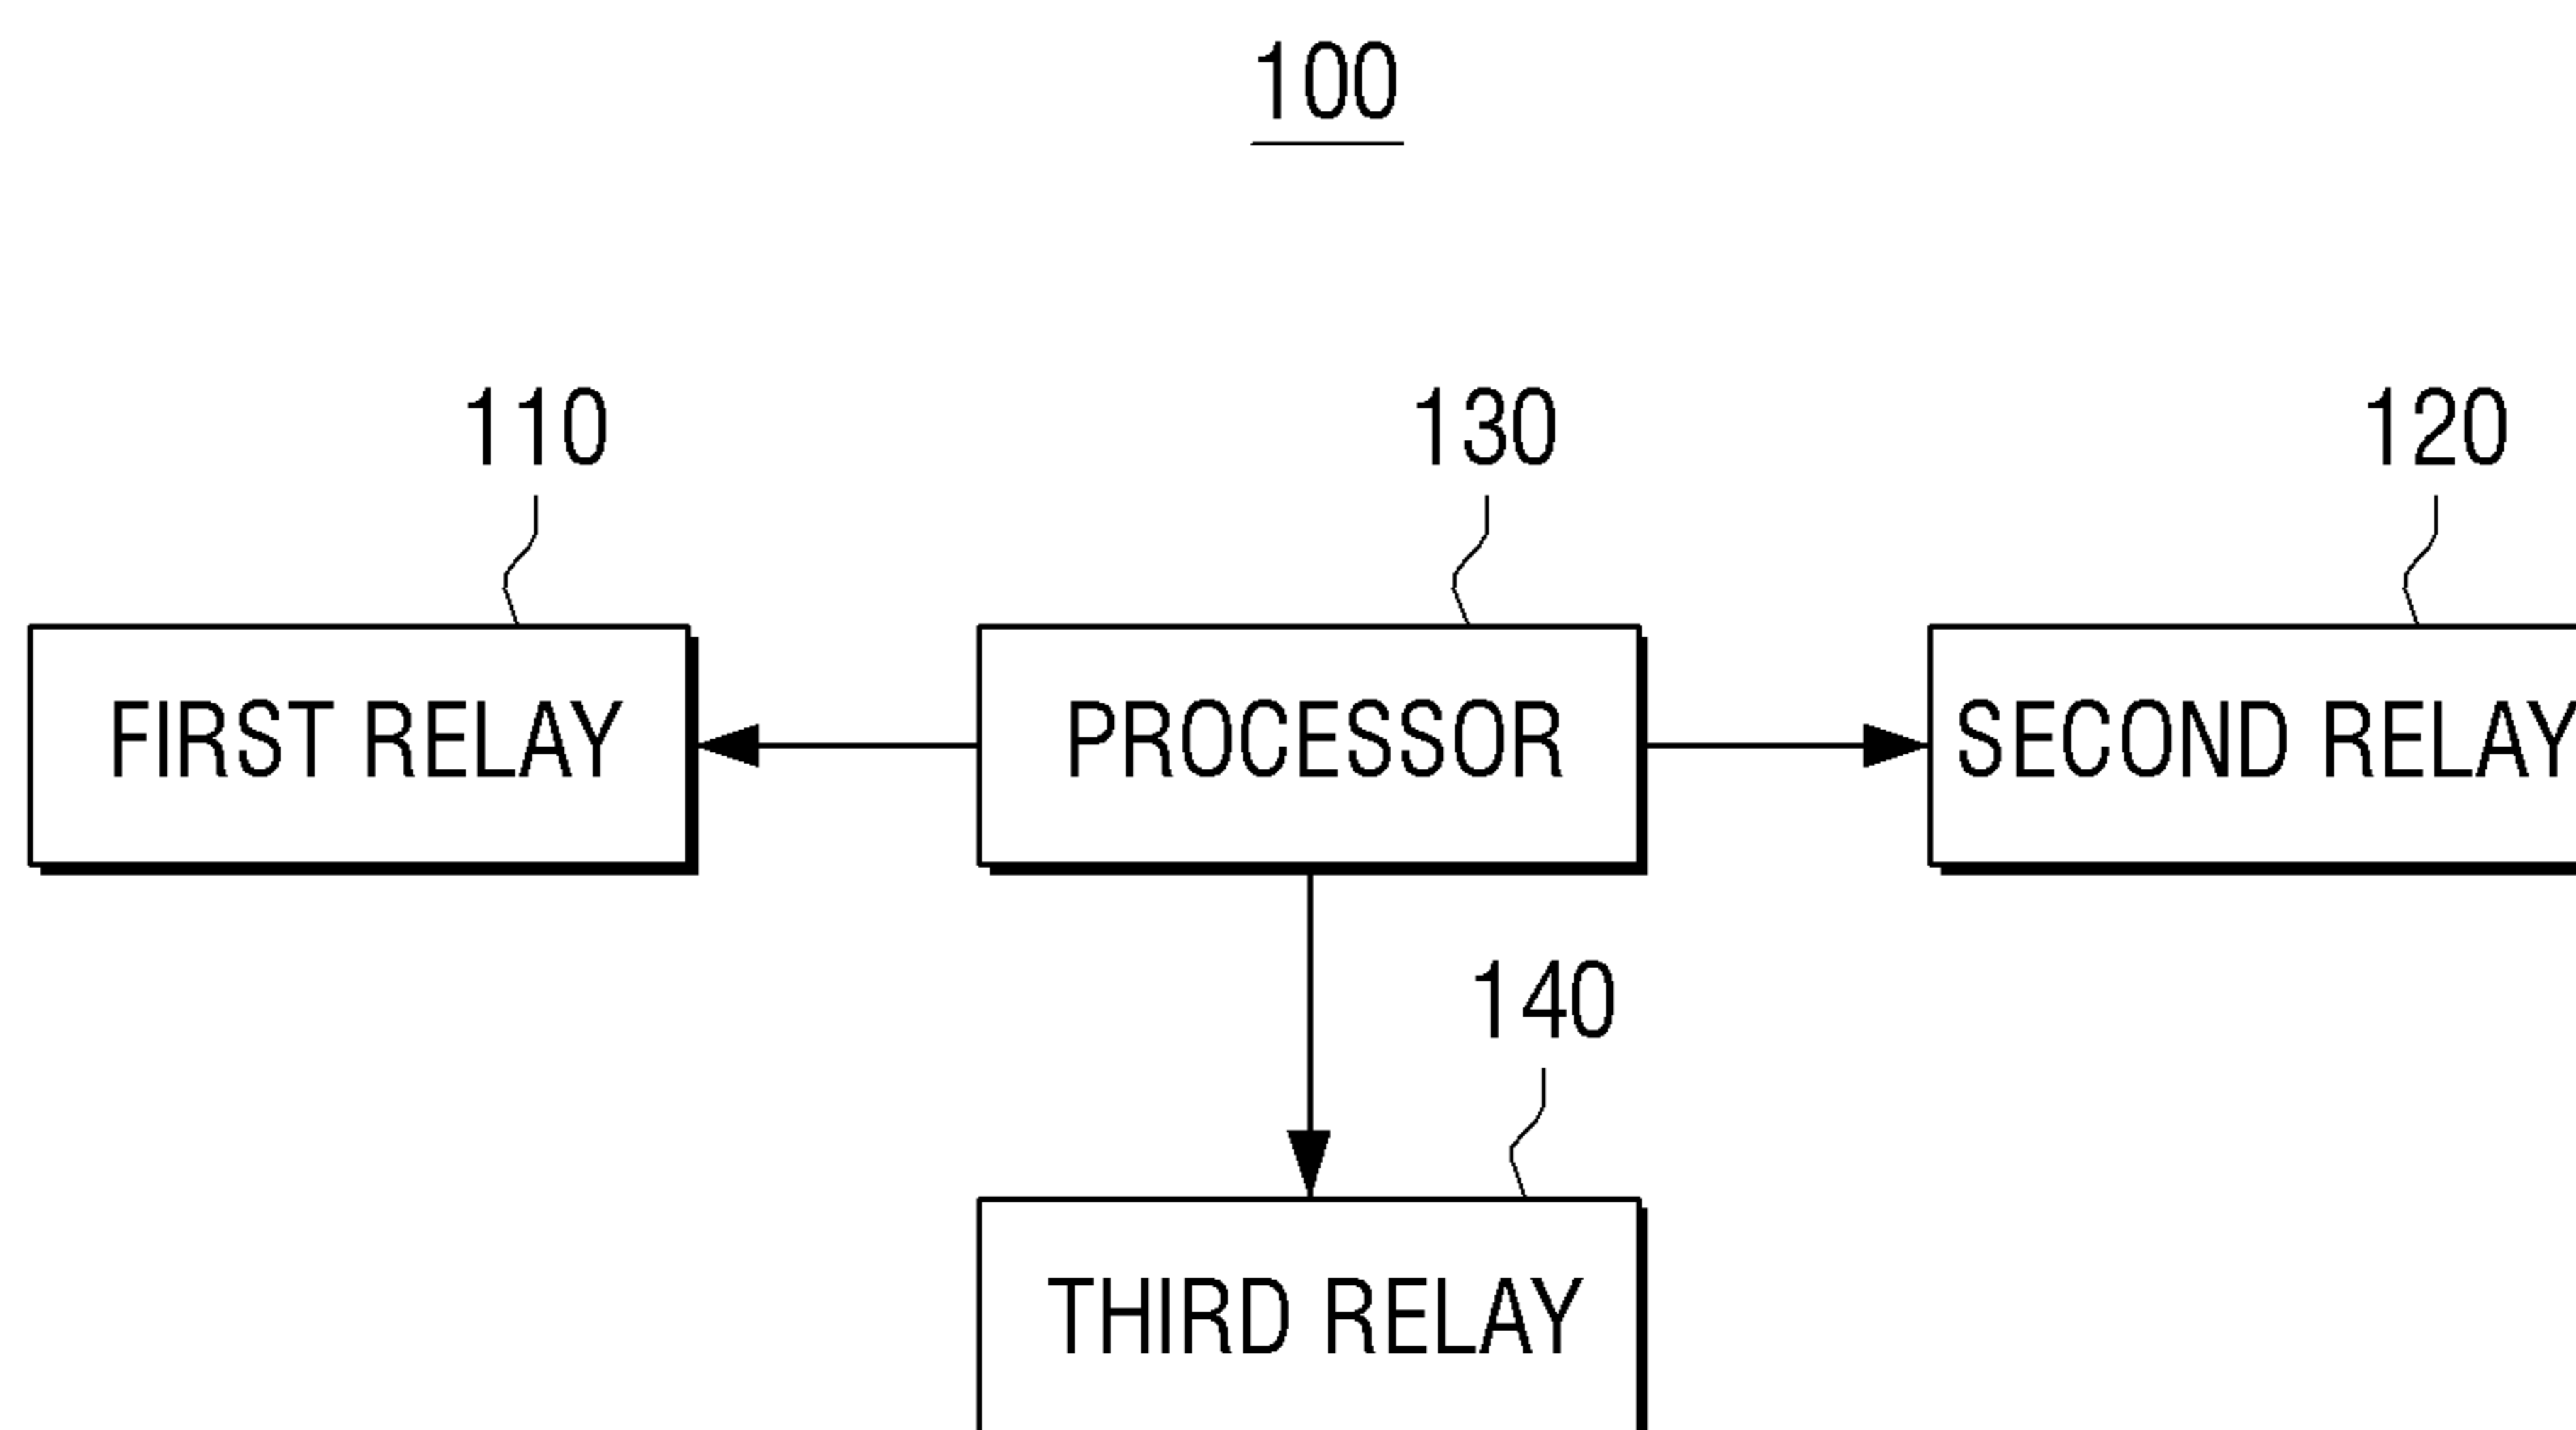 100
110
130
120
FIRST RELAY
PROCESSOR
SECOND RELAY
140
THIRD RELAY